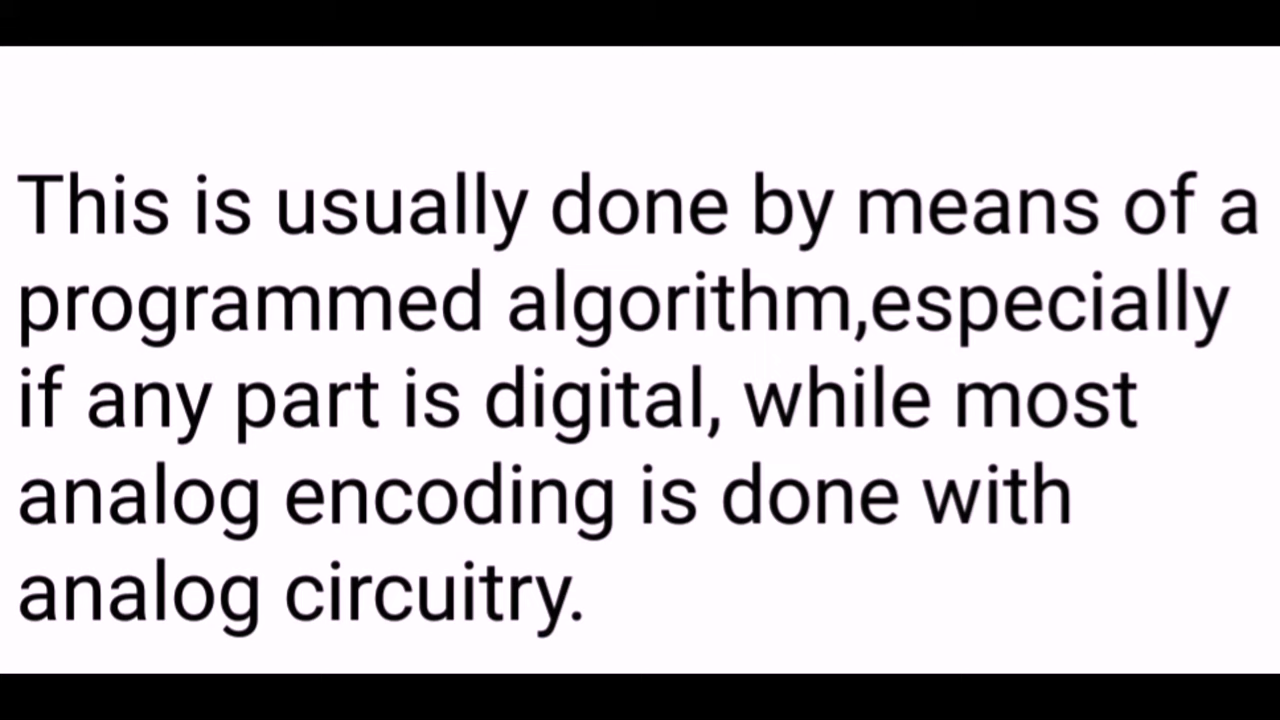 This is usually done by means of a
programmed algorithm,especially
if any part is digital, while most
analog encoding is done with
analog circuitry.